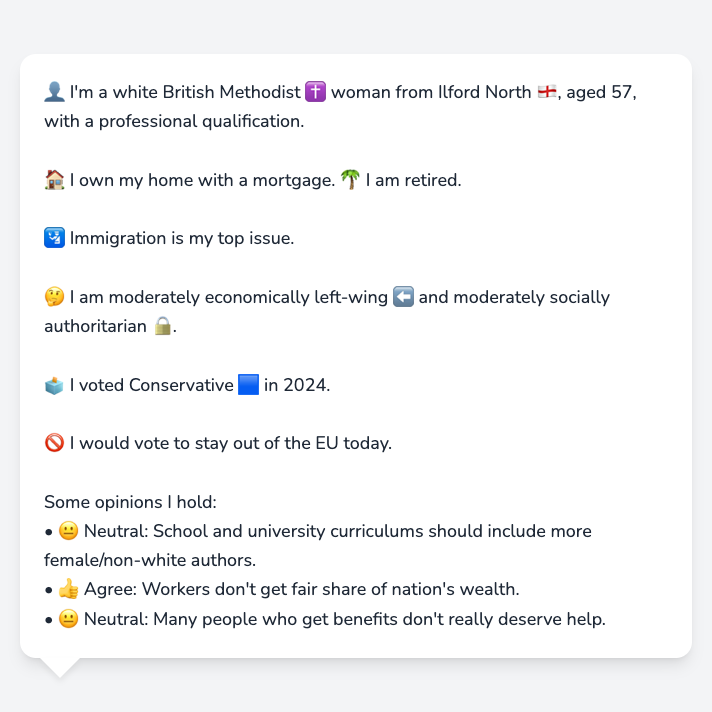 👤 I'm a white British Methodist ✝️ woman from Ilford North 🏴󠁧󠁢󠁥󠁮󠁧󠁿, aged 57,
with a professional qualification.
🏠 I own my home with a mortgage. 🌴 I am retired.
🛂 Immigration is my top issue.
🤔 I am moderately economically left-wing ⬅️ and moderately socially
authoritarian 🔒.
🗳️ I voted Conservative 🟦 in 2024.
🚫 I would vote to stay out of the EU today.
Some opinions I hold:
• 😐 Neutral: School and university curriculums should include more
female/non-white authors.
• 👍 Agree: Workers don't get fair share of nation's wealth.
• 😐 Neutral: Many people who get benefits don't really deserve help.